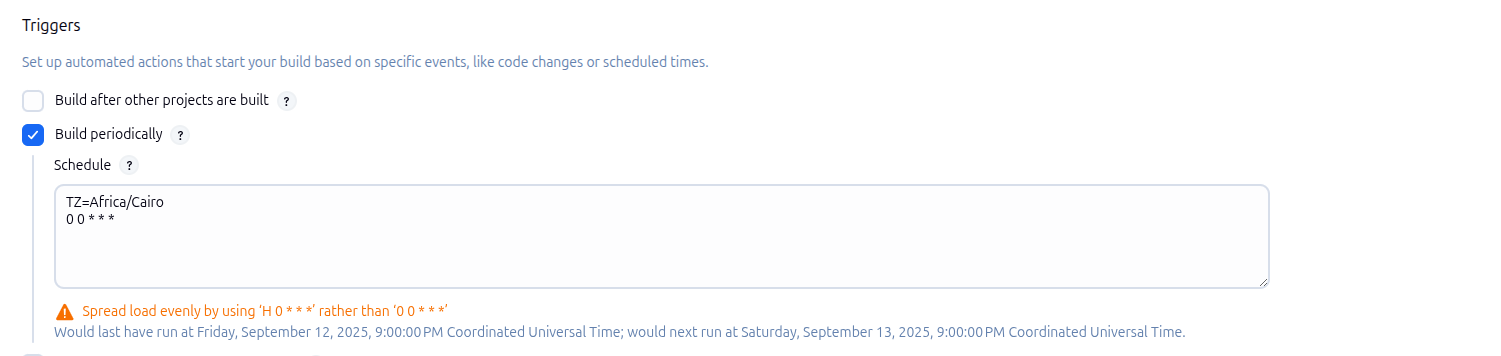 Triggers
Set up automated actions that start your build based on specific events, like code changes or scheduled times.
Build after other projects are built ?
Build periodically ?
Schedule ?
TZ=Africa/Cairo
0 0 * * *
Spread load evenly by using ‘H 0 * * *’ rather than ‘0 0 * * *’
Would last have run at Friday, September 12, 2025, 9:00:00 PM Coordinated Universal Time; would next run at Saturday, September 13, 2025, 9:00:00 PM Coordinated Universal Time.